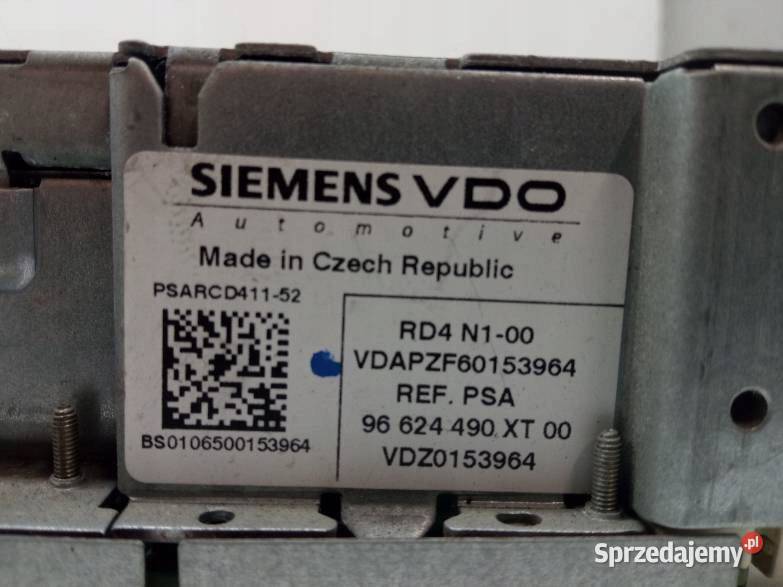 SIEMENS VDO
Automotive
Made in Czech Republic
PSARCD411-52
BS0106500153964
RD4 N1-00
VDAPZF60153964
REF. PSA
96 624 490 XT 00
VDZ0153964
Sprzedajemy.pl